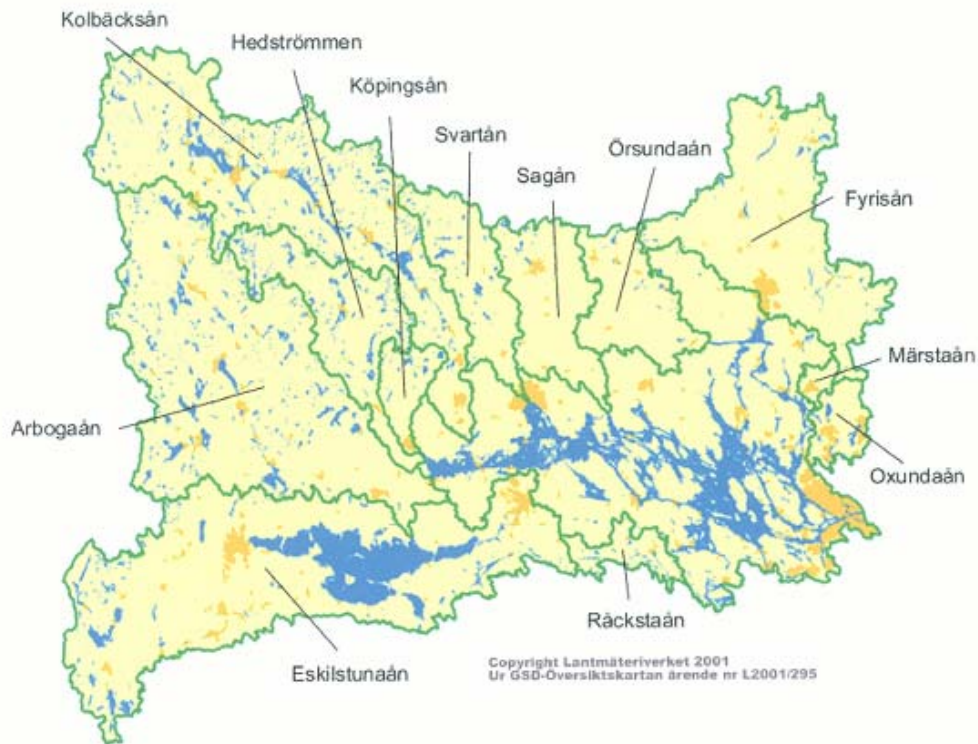 Kolbäcksån
Hedströmmen
Köpingsån
Svartån
Sagån
Örsundaån
Fyrisån
Märstaån
Arbogaån
Oxundaån
Räckstaån
Eskilstunaån
Copyright Lantmäteriverket 2001
Ur GSD-Översiktskartan ärende nr L2001/295